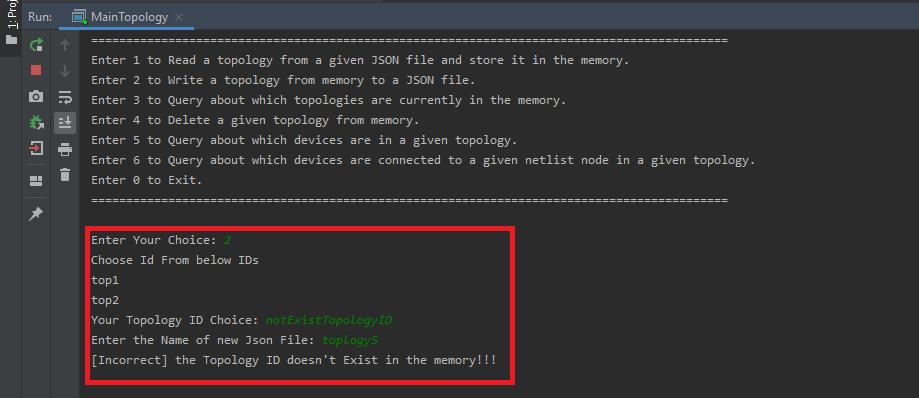 1: Proj
Run: MainTopology
===========================================================================================
Enter 1 to Read a topology from a given JSON file and store it in the memory.
Enter 2 to Write a topology from memory to a JSON file.
Enter 3 to Query about which topologies are currently in the memory.
Enter 4 to Delete a given topology from memory.
Enter 5 to Query about which devices are in a given topology.
Enter 6 to Query about which devices are connected to a given netlist node in a given topology.
Enter 0 to Exit.
===========================================================================================
Enter Your Choice: 2
Choose Id From below IDs
top1
top2
Your Topology ID Choice: notExistTopologyID
Enter the Name of new Json File: toplogy5
[Incorrect] the Topology ID doesn't Exist in the memory!!!